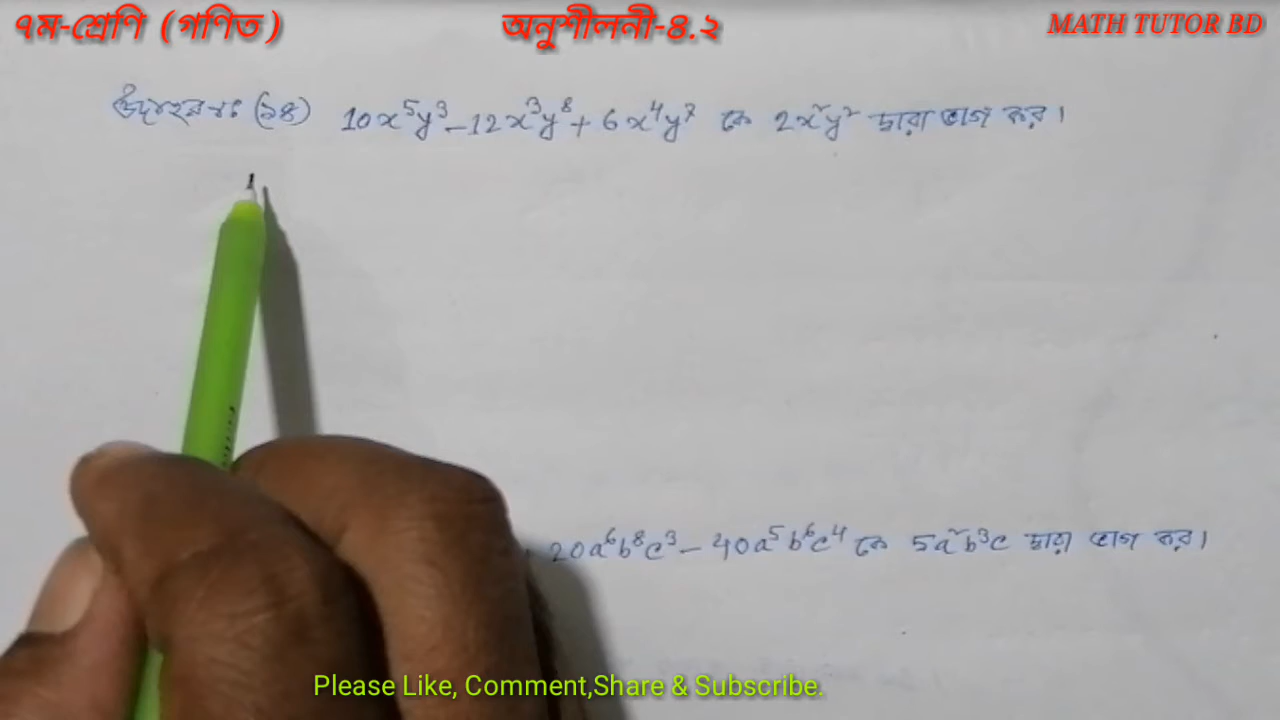 ৭ম-শ্রেণি (গণিত) অনুশীলনী-৪.২ MATH TUTOR BD
উদাহরণঃ (১৪) 10x⁵y³ - 12x³y⁸ + 6x⁴y⁷ কে 2x²y² দ্বারা ভাগ কর।
20a⁶b⁸c³ - 40a⁵b⁶c⁴ কে 5a²b³c দ্বারা ভাগ কর।
Please Like, Comment,Share & Subscribe.